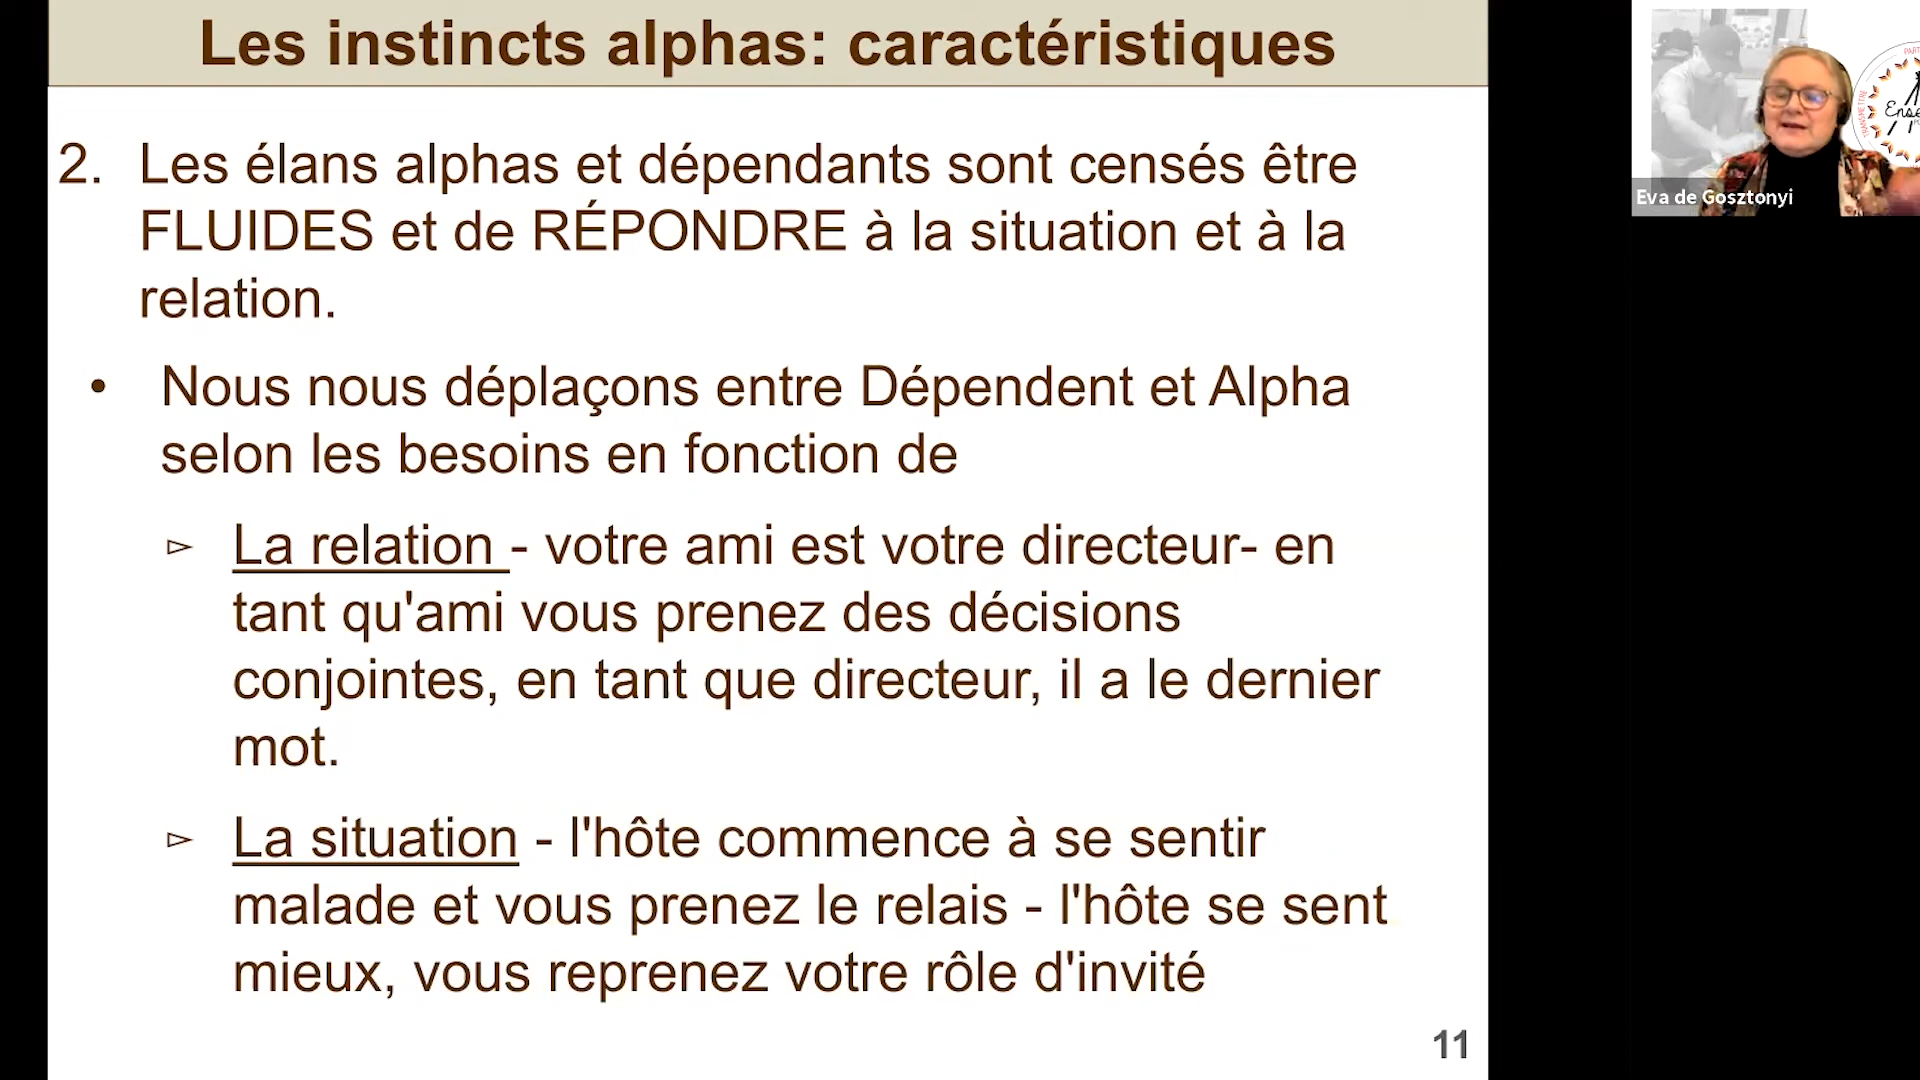 Les instincts alphas: caractéristiques
2. Les élans alphas et dépendants sont censés être
FLUIDES et de RÉPONDRE à la situation et à la
relation.
• Nous nous déplaçons entre Dépendent et Alpha
selon les besoins en fonction de
▻ La relation - votre ami est votre directeur- en
tant qu'ami vous prenez des décisions
conjointes, en tant que directeur, il a le dernier
mot.
▻ La situation - l'hôte commence à se sentir
malade et vous prenez le relais - l'hôte se sent
mieux, vous reprenez votre rôle d'invité
11
Eva de Gosztonyi
TRANSMETTRE